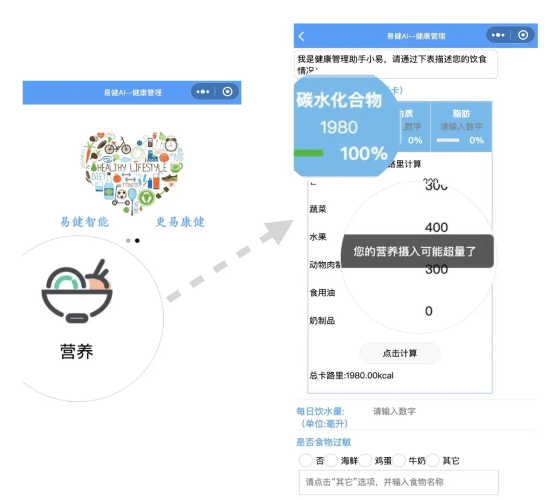 易健AI--健康管理
HEALTHY LIFESTYLE
DIET
易健智能 更易康健
营养
易健AI--健康管理
我是健康管理助手小易，请通过下表描述您的饮食
情况!
卡)
碳水化合物
1980
100%
白质
数字
0%
脂肪
请输入数字
0%
路里计算
300
蔬菜
400
水果
您的营养摄入可能超量了
动物肉制
300
食用油
0
奶制品
点击计算
总卡路里:1980.00kcal
每日饮水量:
(单位:毫升)
请输入数字
是否食物过敏
否 海鲜 鸡蛋 牛奶 其它
请点击"其它"选项，并输入食物名称